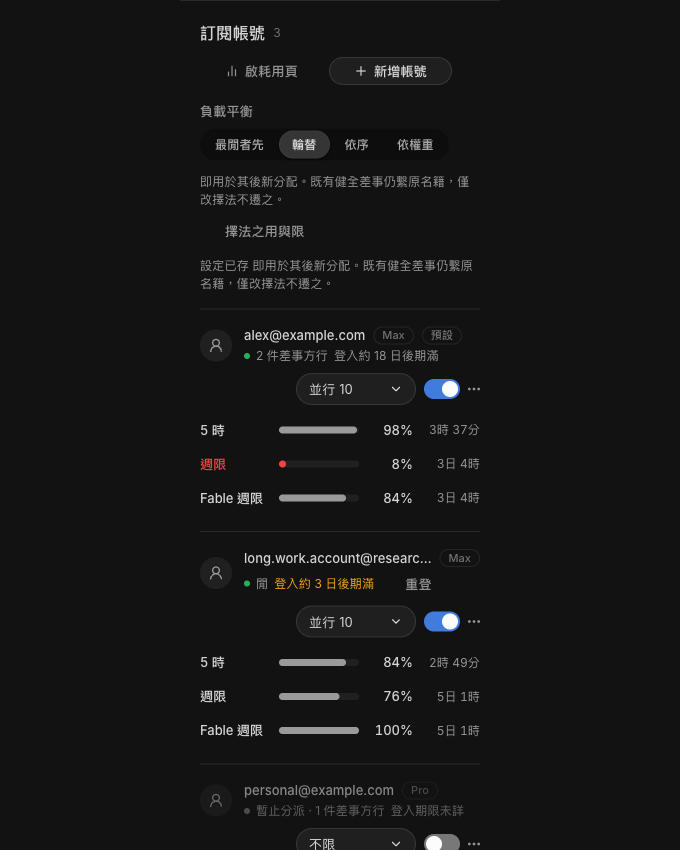 訂閱帳號 3
啟耗用頁
新增帳號
負載平衡
最閒者先 輪替 依序 依權重
即用於其後新分配。既有健全差事仍繫原名籍，僅
改擇法不遷之。
擇法之用與限
設定已存 即用於其後新分配。既有健全差事仍繫原
名籍，僅改擇法不遷之。
alex@example.com Max 預設
2 件差事方行 登入約 18 日後期滿
並行 10
5 時 98% 3時 37分
週限 8% 3日 4時
Fable 週限 84% 3日 4時
long.work.account@researc... Max
閒 登入約 3 日後期滿 重登
並行 10
5 時 84% 2時 49分
週限 76% 5日 1時
Fable 週限 100% 5日 1時
personal@example.com Pro
暫止分派 · 1 件差事方行 登入期限未詳
不限